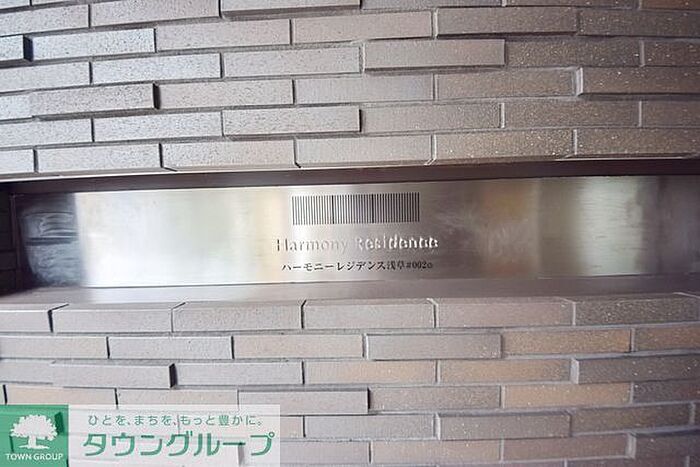 Harmony Residence
ハーモニーレジデンス浅草#002
ひとを、まちを、もっと豊かに。
タウングループ
TOWN GROUP